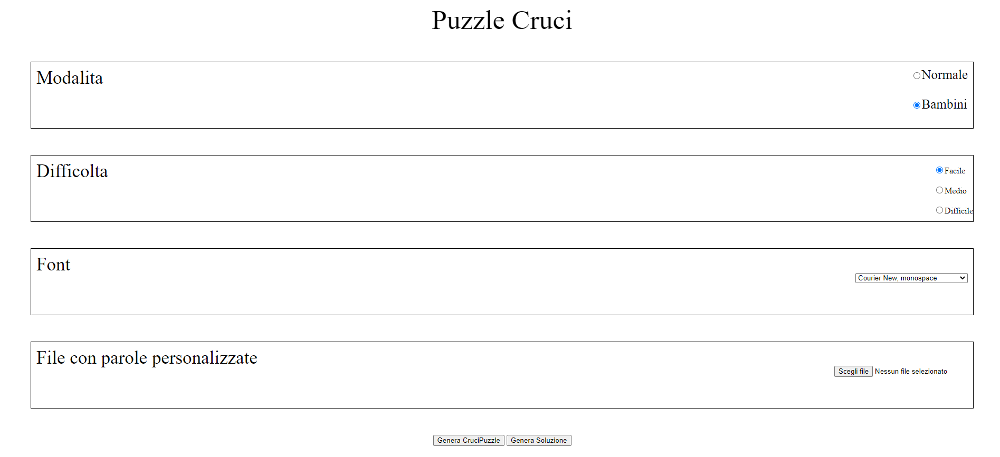 Puzzle Cruci
Modalita
Normale
Bambini
Difficolta
Facile
Medio
Difficile
Font
Courier New, monospace
File con parole personalizzate
Scegli file Nessun file selezionato
Genera CruciPuzzle Genera Soluzione